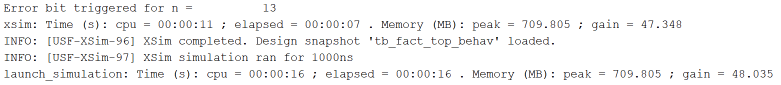 Error bit triggered for n =          13
xsim: Time (s): cpu = 00:00:11 ; elapsed = 00:00:07 . Memory (MB): peak = 709.805 ; gain = 47.348
INFO: [USF-XSim-96] XSim completed. Design snapshot 'tb_fact_top_behav' loaded.
INFO: [USF-XSim-97] XSim simulation ran for 1000ns
launch_simulation: Time (s): cpu = 00:00:16 ; elapsed = 00:00:16 . Memory (MB): peak = 709.805 ; gain = 48.035